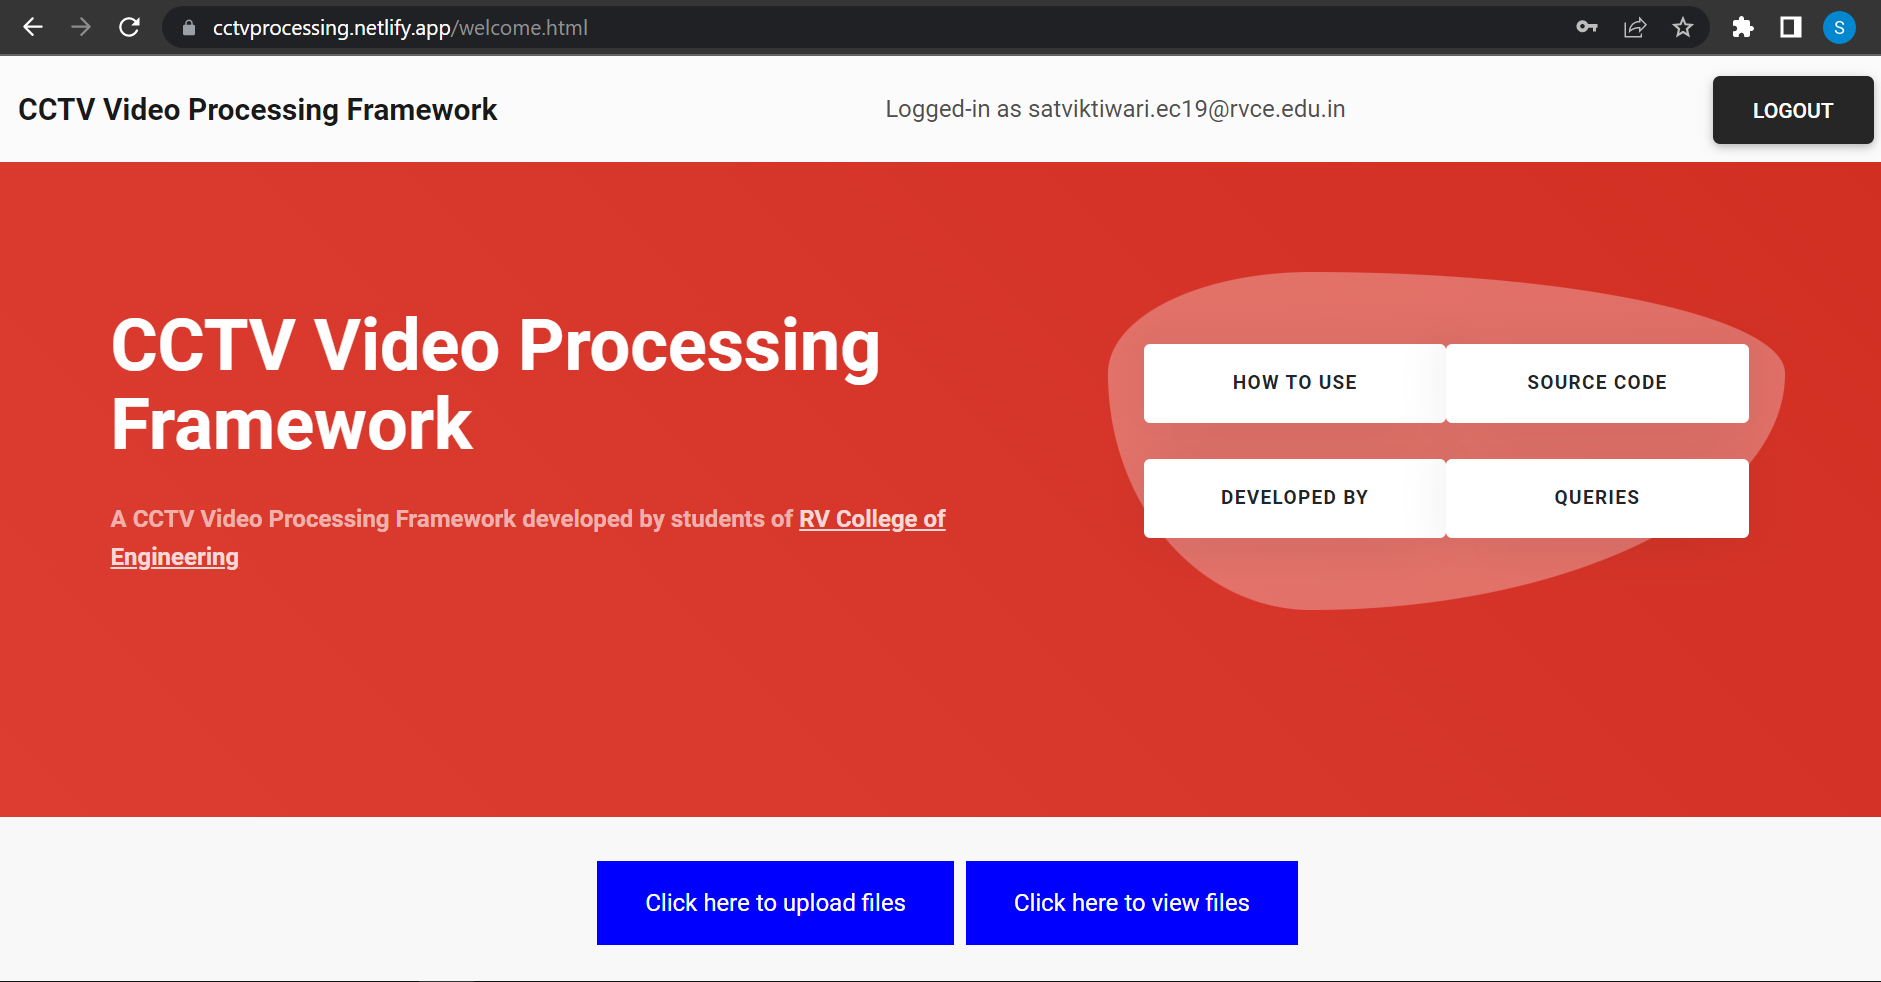 cctvprocessing.netlify.app/welcome.html
S
CCTV Video Processing Framework
Logged-in as satviktiwari.ec19@rvce.edu.in
LOGOUT
CCTV Video Processing
Framework
A CCTV Video Processing Framework developed by students of RV College of
Engineering
HOW TO USE
SOURCE CODE
DEVELOPED BY
QUERIES
Click here to upload files
Click here to view files